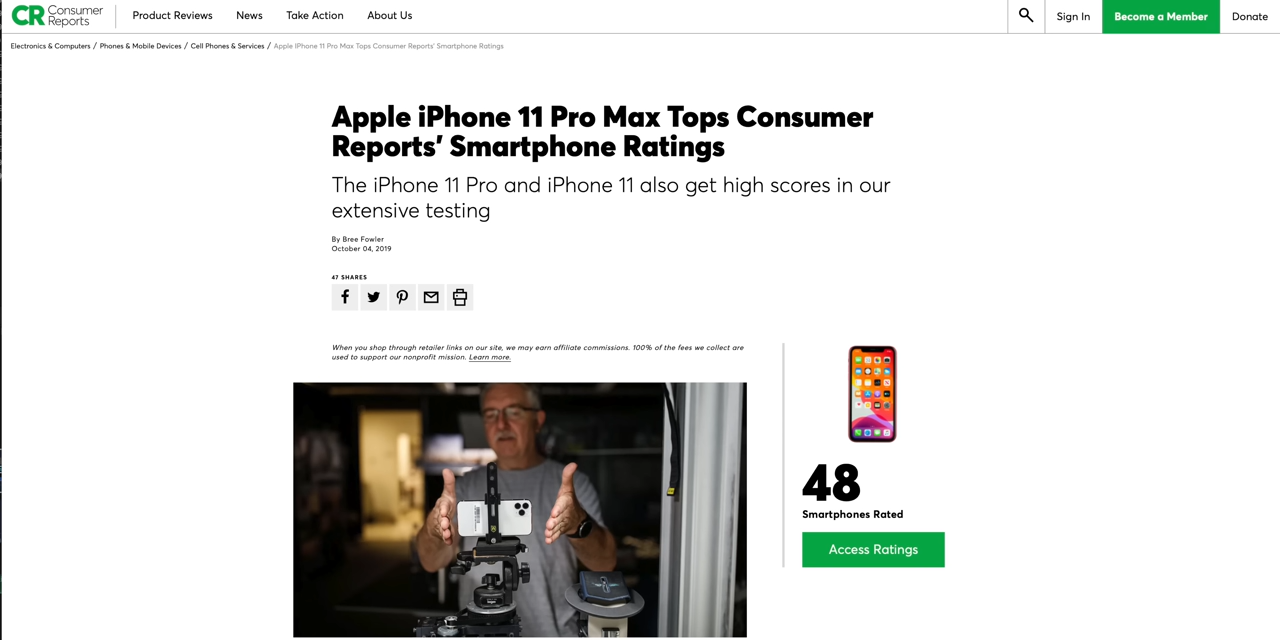 CR Consumer Reports
Product Reviews
News
Take Action
About Us
Sign In
Become a Member
Donate
Electronics & Computers / Phones & Mobile Devices / Cell Phones & Services / Apple IPhone 11 Pro Max Tops Consumer Reports' Smartphone Ratings
Apple iPhone 11 Pro Max Tops Consumer
Reports' Smartphone Ratings
The iPhone 11 Pro and iPhone 11 also get high scores in our
extensive testing
By Bree Fowler
October 04, 2019
47 SHARES
When you shop through retailer links on our site, we may earn affiliate commissions. 100% of the fees we collect are
used to support our nonprofit mission. Learn more.
48
Smartphones Rated
Access Ratings